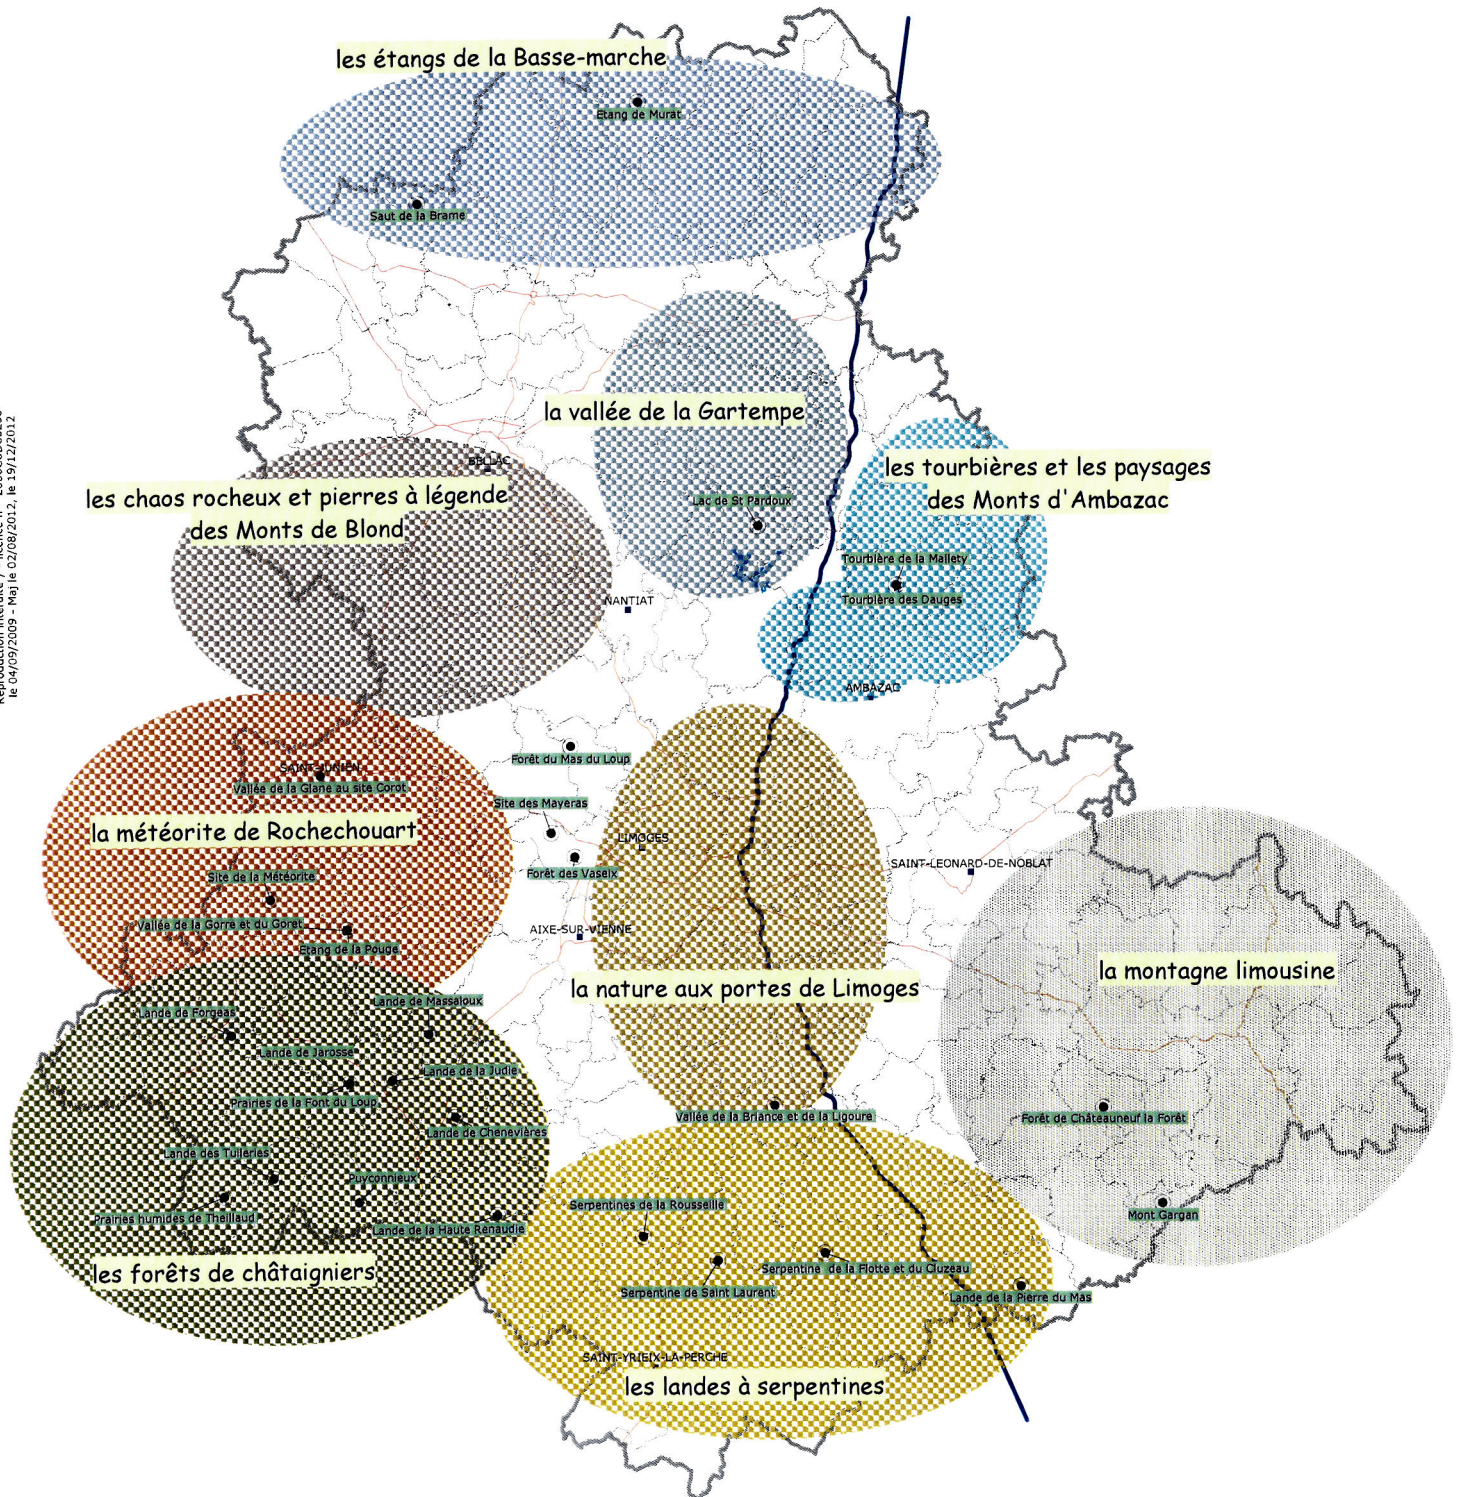 les étangs de la Basse-marche
Etang de Murat
Saut de la Brame
la vallée de la Gartempe
BELLAC
les tourbières et les paysages
des Monts d'Ambazac
les chaos rocheux et pierres à légende
des Monts de Blond
Lac de St Pardoux
Tourbière de la Mallety
Tourbière des Dauges
NANTIAT
AMBAZAC
le 04/09/2009 - Maj le 02/08/2012, le 19/12/2012
Forêt du Mas du Loup
SAINT-JUNIEN
Vallée de la Glane au site Corot
Site des Mayeras
la météorite de Rochechouart
LIMOGES
SAINT-LEONARD-DE-NOBLAT
Forêt des Vaseix
Site de la Météorite
Vallée de la Gorre et du Goret
AIXE-SUR-VIENNE
Etang de la Pouge
la montagne limousine
la nature aux portes de Limoges
Lande de Massaloux
Lande de Forgeas
Lande de Jarosse
Lande de la Judie
Prairies de la Font du Loup
Vallée de la Briance et de la Ligoure
Forêt de Châteauneuf la Forêt
Lande de Chenevières
Lande des Tuileries
Puyconnieux
Serpentines de la Rousselle
Mont Gargan
Prairies humides de Theillaud
Lande de la Haute Renaudie
les forêts de châtaigniers
Serpentine de la Flotte et du Cluzeau
Serpentine de Saint Laurent
Lande de la Pierre du Mas
SAINT-YRIEIX-LA-PERCHE
les landes à serpentines